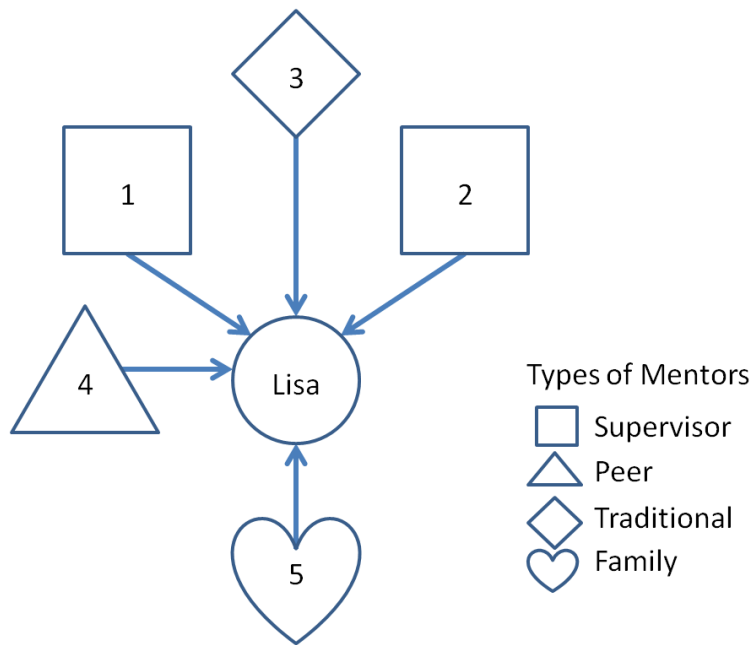 3
1
2
4
Lisa
5
Types of Mentors
Supervisor
Peer
Traditional
Family